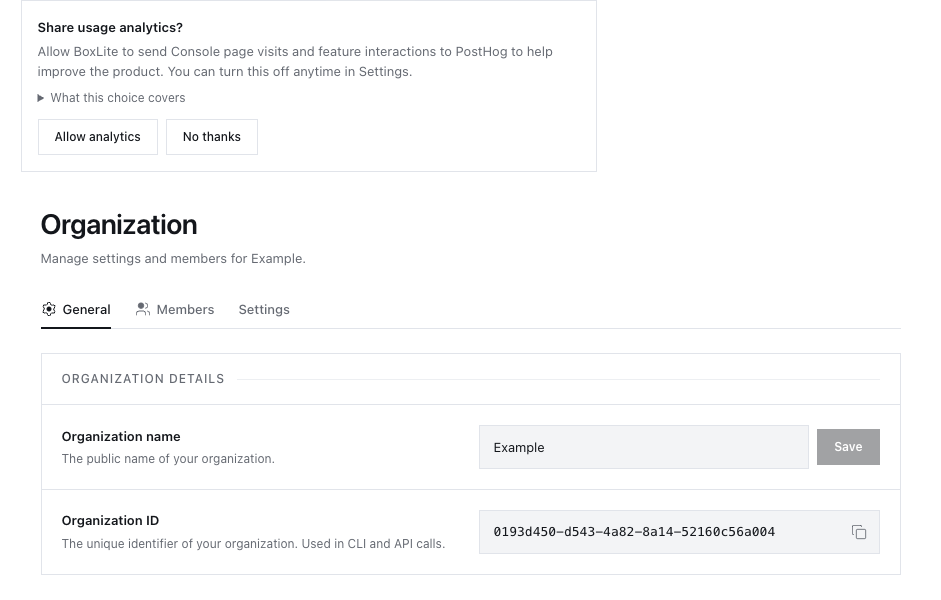 Share usage analytics?
Allow BoxLite to send Console page visits and feature interactions to PostHog to help
improve the product. You can turn this off anytime in Settings.
What this choice covers
Allow analytics
No thanks
Organization
Manage settings and members for Example.
General
Members
Settings
ORGANIZATION DETAILS
Organization name
The public name of your organization.
Example
Save
Organization ID
The unique identifier of your organization. Used in CLI and API calls.
0193d450-d543-4a82-8a14-52160c56a004